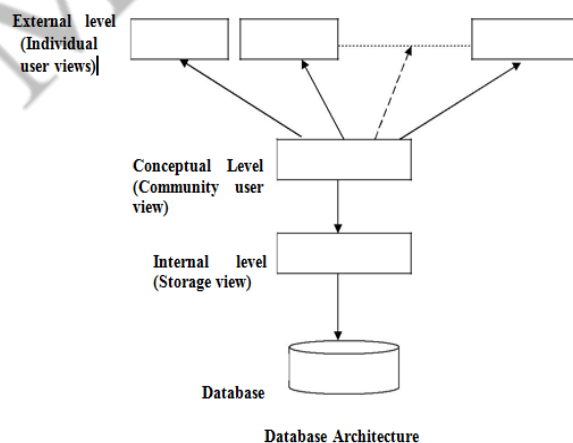 External level
(Individual
user views)
Conceptual Level
(Community user
view)
Internal level
(Storage view)
Database
Database Architecture